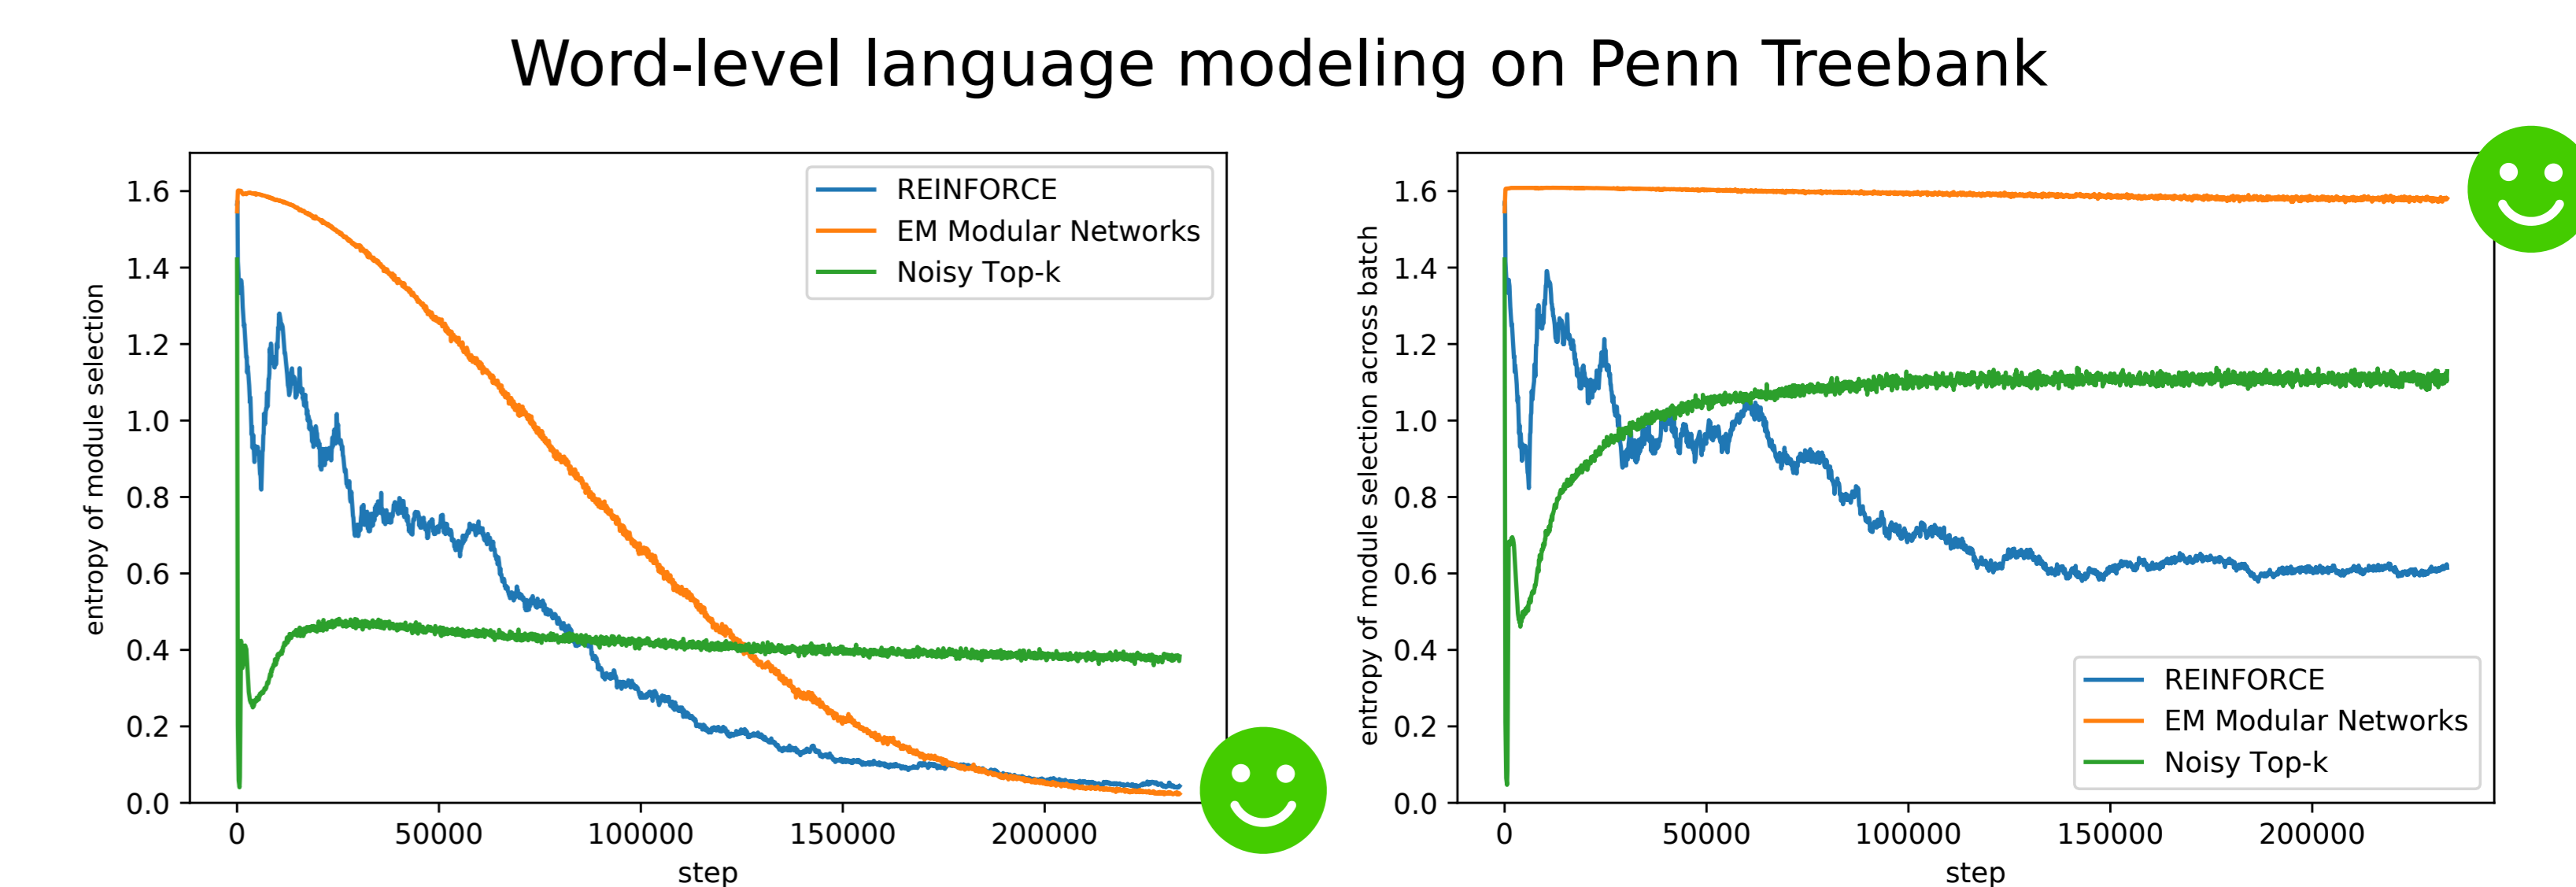 Word-level language modeling on Penn Treebank
entropy of module selection
1.6
1.4
1.2
1.0
0.8
0.6
0.4
0.2
0.0
REINFORCE
EM Modular Networks
Noisy Top-k
0
50000
100000
150000
200000
step
entropy of module selection across batch
1.6
1.4
1.2
1.0
0.8
0.6
0.4
0.2
0.0
REINFORCE
EM Modular Networks
Noisy Top-k
0
50000
100000
150000
200000
step